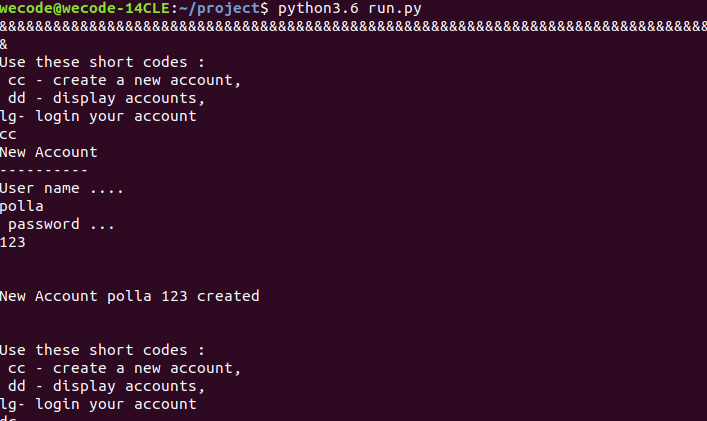 wecode@wecode-14CLE:~/project$ python3.6 run.py
&&&&&&&&&&&&&&&&&&&&&&&&&&&&&&&&&&&&&&&&&&&&&&&&&&&&&&&&&&&&&&&&&&&&&&&&&&&&&&&
&
Use these short codes :
 cc - create a new account,
 dd - display accounts,
lg- login your account
cc
New Account
----------
User name ....
polla
 password ...
123
New Account polla 123 created
Use these short codes :
 cc - create a new account,
 dd - display accounts,
lg- login your account